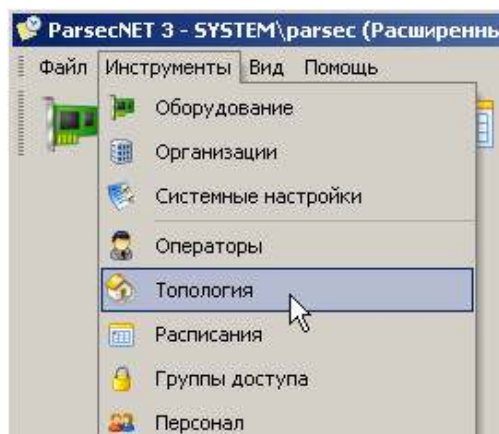 ParsecNET 3 - SYSTEM\parsec (Расширенны
Файл Инструменты Вид Помощь
Оборудование
Организации
Системные настройки
Операторы
Топология
Расписания
Группы доступа
Персонал